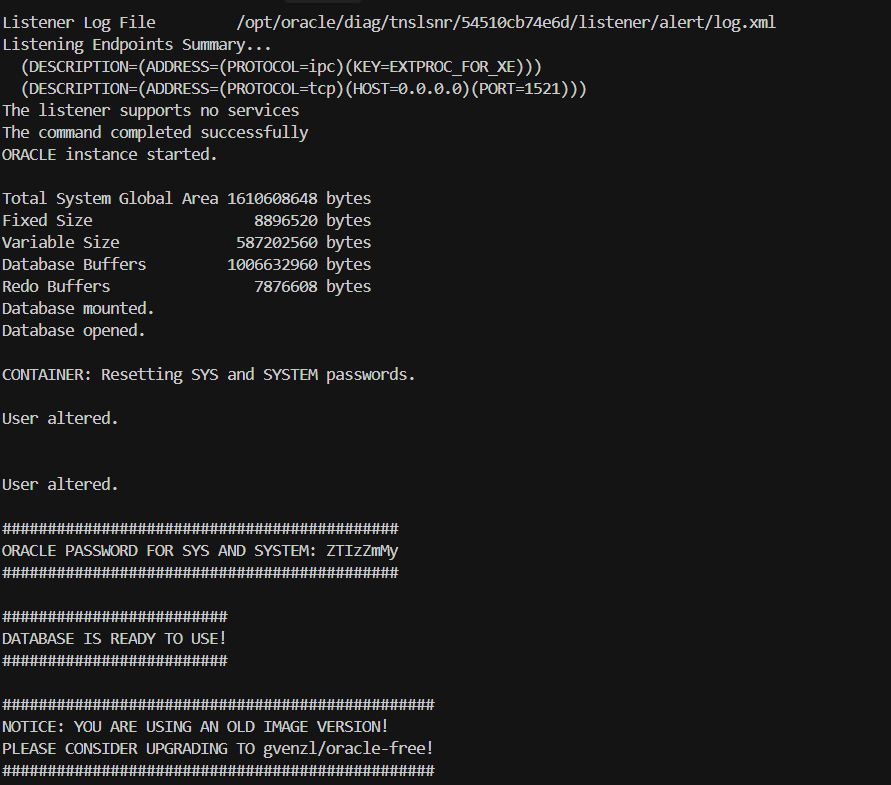 Listener Log File         /opt/oracle/diag/tnslsnr/54510cb74e6d/listener/alert/log.xml
Listening Endpoints Summary...
  (DESCRIPTION=(ADDRESS=(PROTOCOL=ipc)(KEY=EXTPROC_FOR_XE)))
  (DESCRIPTION=(ADDRESS=(PROTOCOL=tcp)(HOST=0.0.0.0)(PORT=1521)))
The listener supports no services
The command completed successfully
ORACLE instance started.

Total System Global Area 1610608648 bytes
Fixed Size                  8896520 bytes
Variable Size             587202560 bytes
Database Buffers         1006632960 bytes
Redo Buffers                7876608 bytes
Database mounted.
Database opened.

CONTAINER: Resetting SYS and SYSTEM passwords.

User altered.


User altered.

############################################
ORACLE PASSWORD FOR SYS AND SYSTEM: ZTIzZmMy
############################################

#########################
DATABASE IS READY TO USE!
#########################

################################################
NOTICE: YOU ARE USING AN OLD IMAGE VERSION!
PLEASE CONSIDER UPGRADING TO gvenzl/oracle-free!
################################################